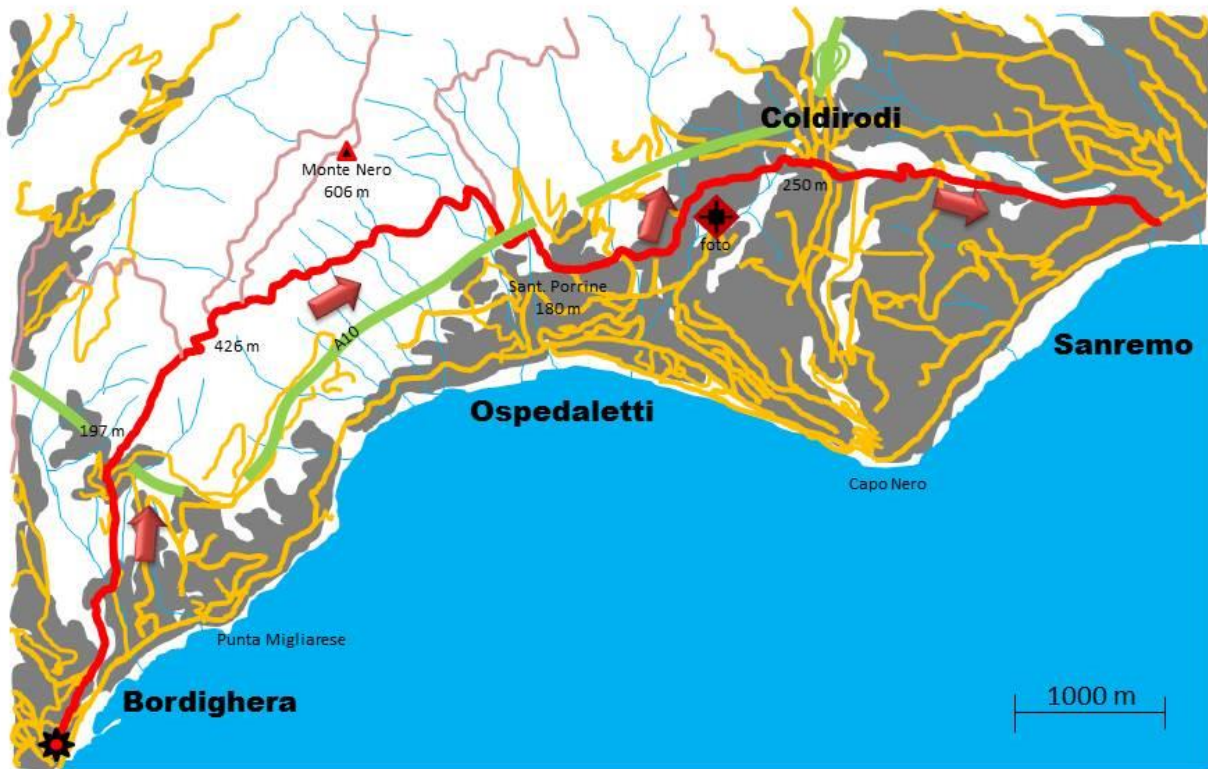 Coldirodi
Monte Nero
606 m
250 m
foto
Sant. Porrine
180 m
A10
426 m
Sanremo
Ospedaletti
197 m
Capo Nero
Punta Migliarese
Bordighera
1000 m